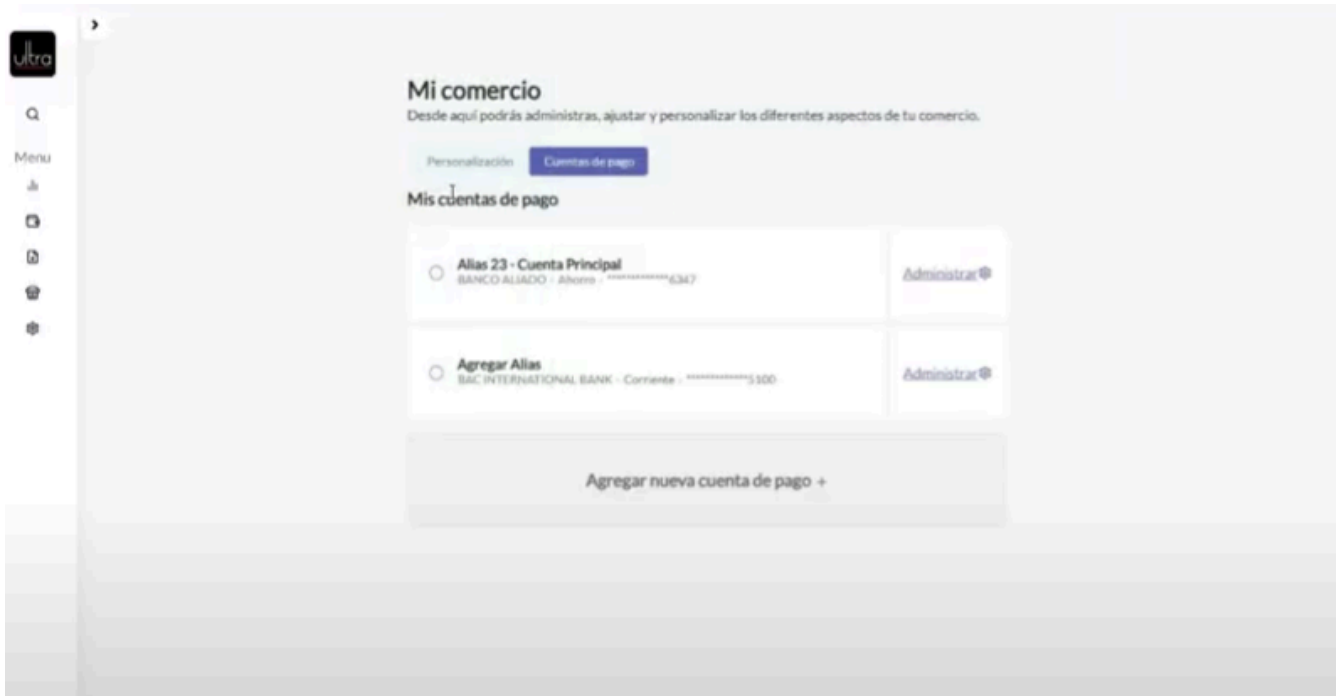 ultra
Menu
Mi comercio
Desde aquí podrás administras, ajustar y personalizar los diferentes aspectos de tu comercio.
Personalización
Cuentas de pago
Mis cuentas de pago
Alias 23 - Cuenta Principal
BANCO ALIADO - Ahorro - *************6347
Administrar
Agregar Alias
BAC INTERNATIONAL BANK - Corriente - *************5100
Administrar
Agregar nueva cuenta de pago +